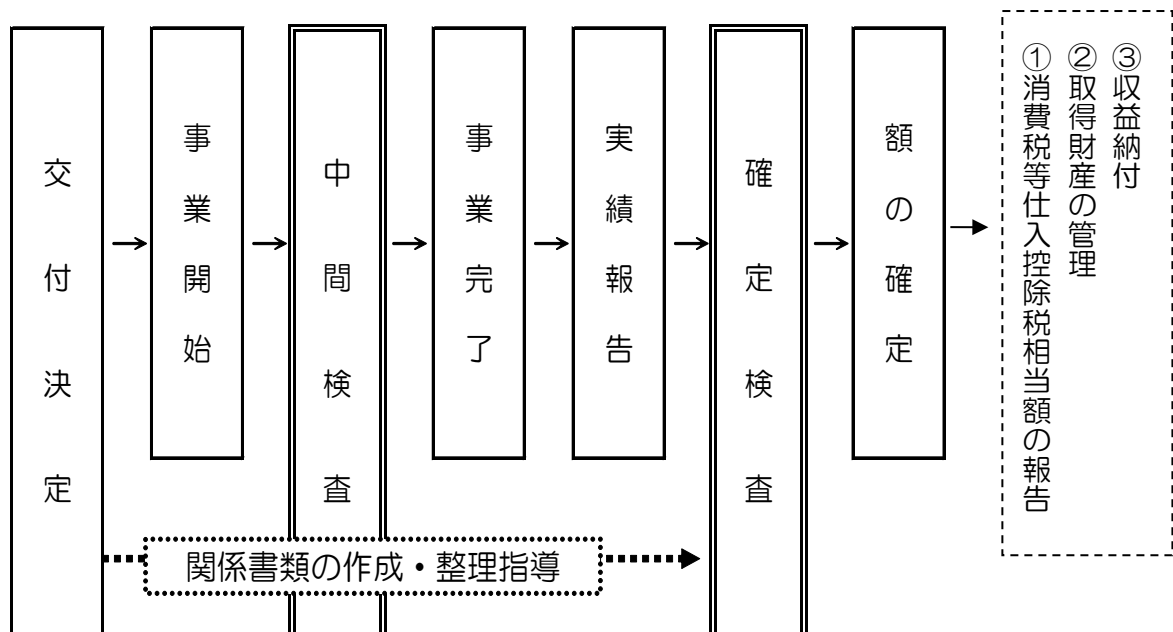 交付決定
事業開始
中間検査
事業完了
実績報告
確定検査
額の確定
③収益納付
②取得財産の管理
①消費税等仕入控除税相当額の報告
関係書類の作成・整理指導